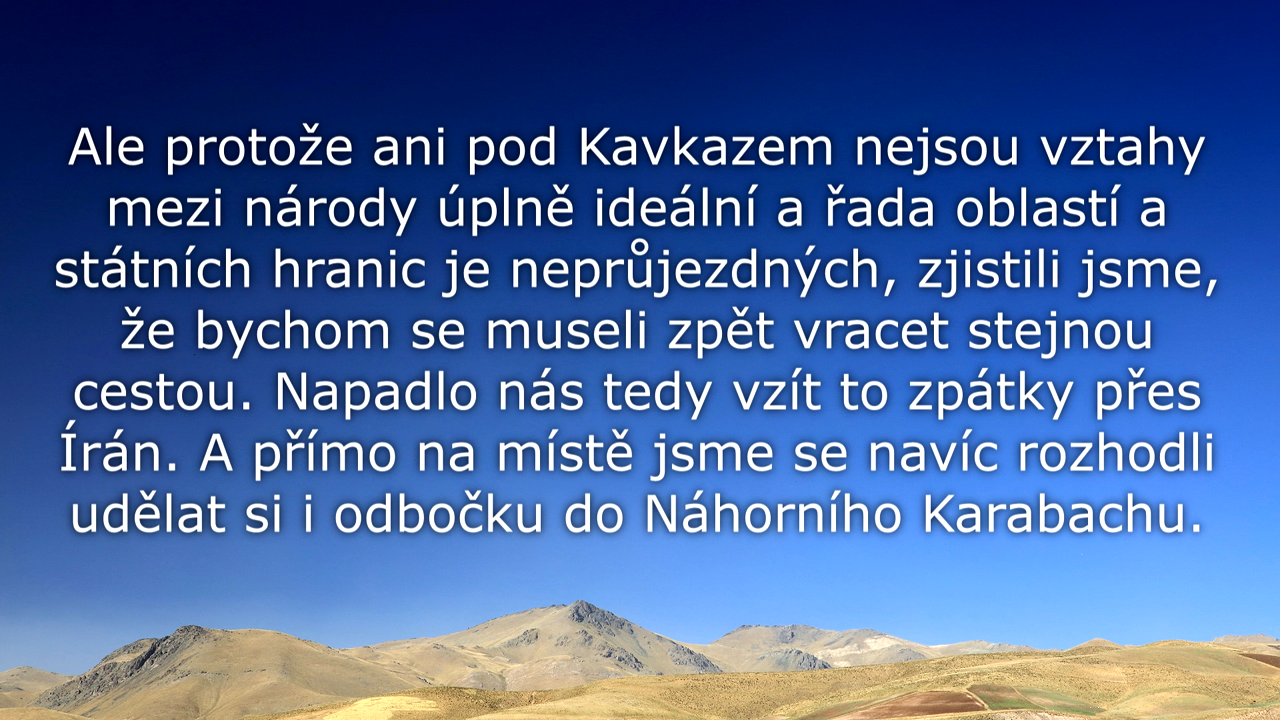 Ale protože ani pod Kavkazem nejsou vztahy
mezi národy úplně ideální a řada oblastí a
státních hranic je neprůjezdných, zjistili jsme,
že bychom se museli zpět vracet stejnou
cestou. Napadlo nás tedy vzít to zpátky přes
Írán. A přímo na místě jsme se navíc rozhodli
udělat si i odbočku do Náhorního Karabachu.